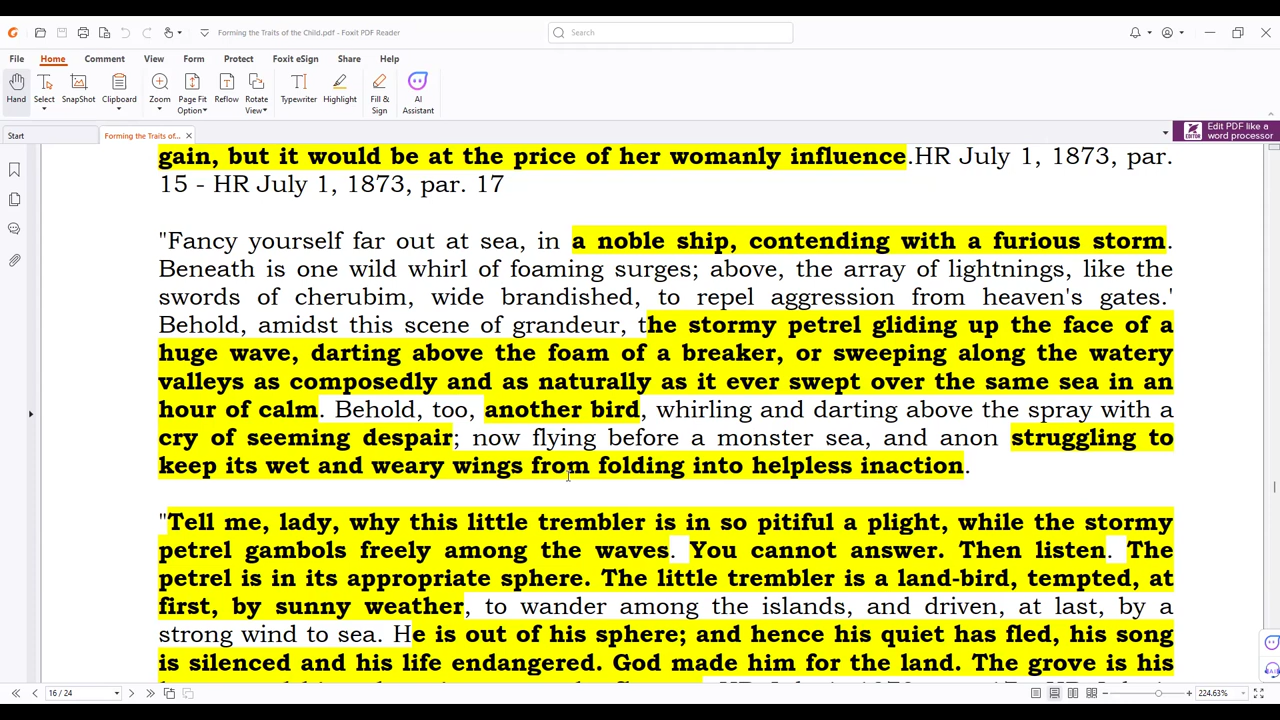 Forming the Traits of the Child.pdf - Foxit PDF Reader
Search
File Home Comment View Form Protect Foxit eSign Share Help
Hand Select SnapShot Clipboard Zoom Page Fit Option Reflow Rotate View Typewriter Highlight Fill & Sign AI Assistant
Start Forming the Traits of... Edit PDF like a word processor
EDITOR
gain, but it would be at the price of her womanly influence.HR July 1, 1873, par.
15 - HR July 1, 1873, par. 17
"Fancy yourself far out at sea, in a noble ship, contending with a furious storm.
Beneath is one wild whirl of foaming surges; above, the array of lightnings, like the
swords of cherubim, wide brandished, to repel aggression from heaven's gates.'
Behold, amidst this scene of grandeur, the stormy petrel gliding up the face of a
huge wave, darting above the foam of a breaker, or sweeping along the watery
valleys as composedly and as naturally as it ever swept over the same sea in an
hour of calm. Behold, too, another bird, whirling and darting above the spray with a
cry of seeming despair; now flying before a monster sea, and anon struggling to
keep its wet and weary wings from folding into helpless inaction.
"Tell me, lady, why this little trembler is in so pitiful a plight, while the stormy
petrel gambols freely among the waves. You cannot answer. Then listen. The
petrel is in its appropriate sphere. The little trembler is a land-bird, tempted, at
first, by sunny weather, to wander among the islands, and driven, at last, by a
strong wind to sea. He is out of his sphere; and hence his quiet has fled, his song
is silenced and his life endangered. God made him for the land. The grove is his
16 / 24
224.63%